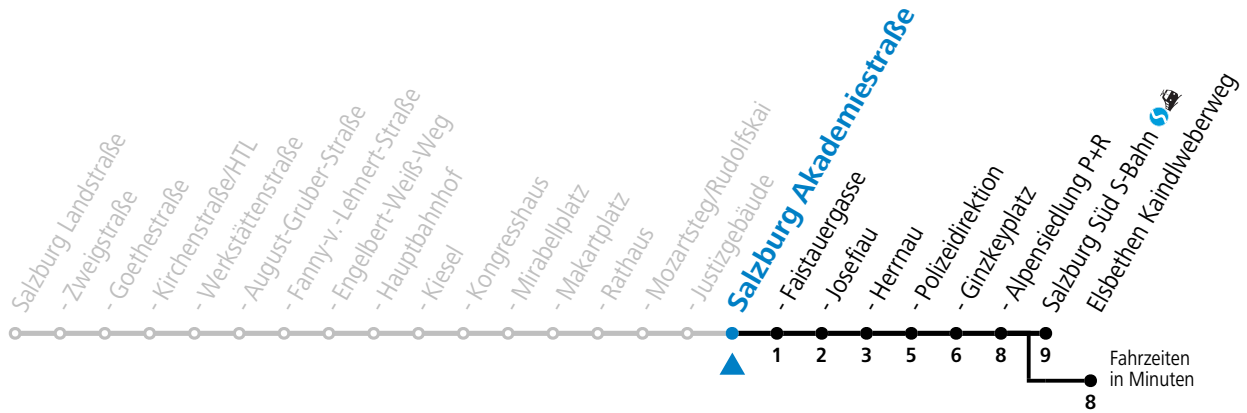 Salzburg Landstraße
- Zweigstraße
- Goethestraße
- Kirchenstraße/HTL
- Werkstättenstraße
- August-Gruber-Straße
- Fanny-v.-Lehnert-Straße
- Engelbert-Weiß-Weg
- Hauptbahnhof
- Kiesel
- Kongresshaus
- Mirabellplatz
- Makartplatz
- Rathaus
- Mozartsteg/Rudolfskai
- Justizgebäude
Salzburg Akademiestraße
- Faistauergasse
- Josefiau
- Herrnau
- Polizeidirektion
- Ginzkeyplatz
- Alpensiedlung P+R
Salzburg Süd S-Bahn
Elsbethen Kaindlweberweg
1 2 3 5 6 8 9
Fahrzeiten
in Minuten
8